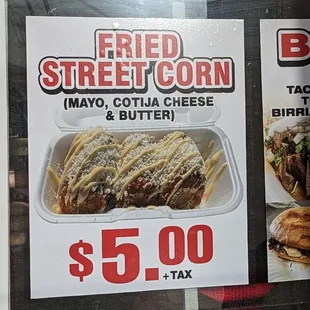 FRIED
STREET CORN
(MAYO, COTIJA CHEESE
& BUTTER)
$5.00
+TAX
B
TAC
T
BIRRI